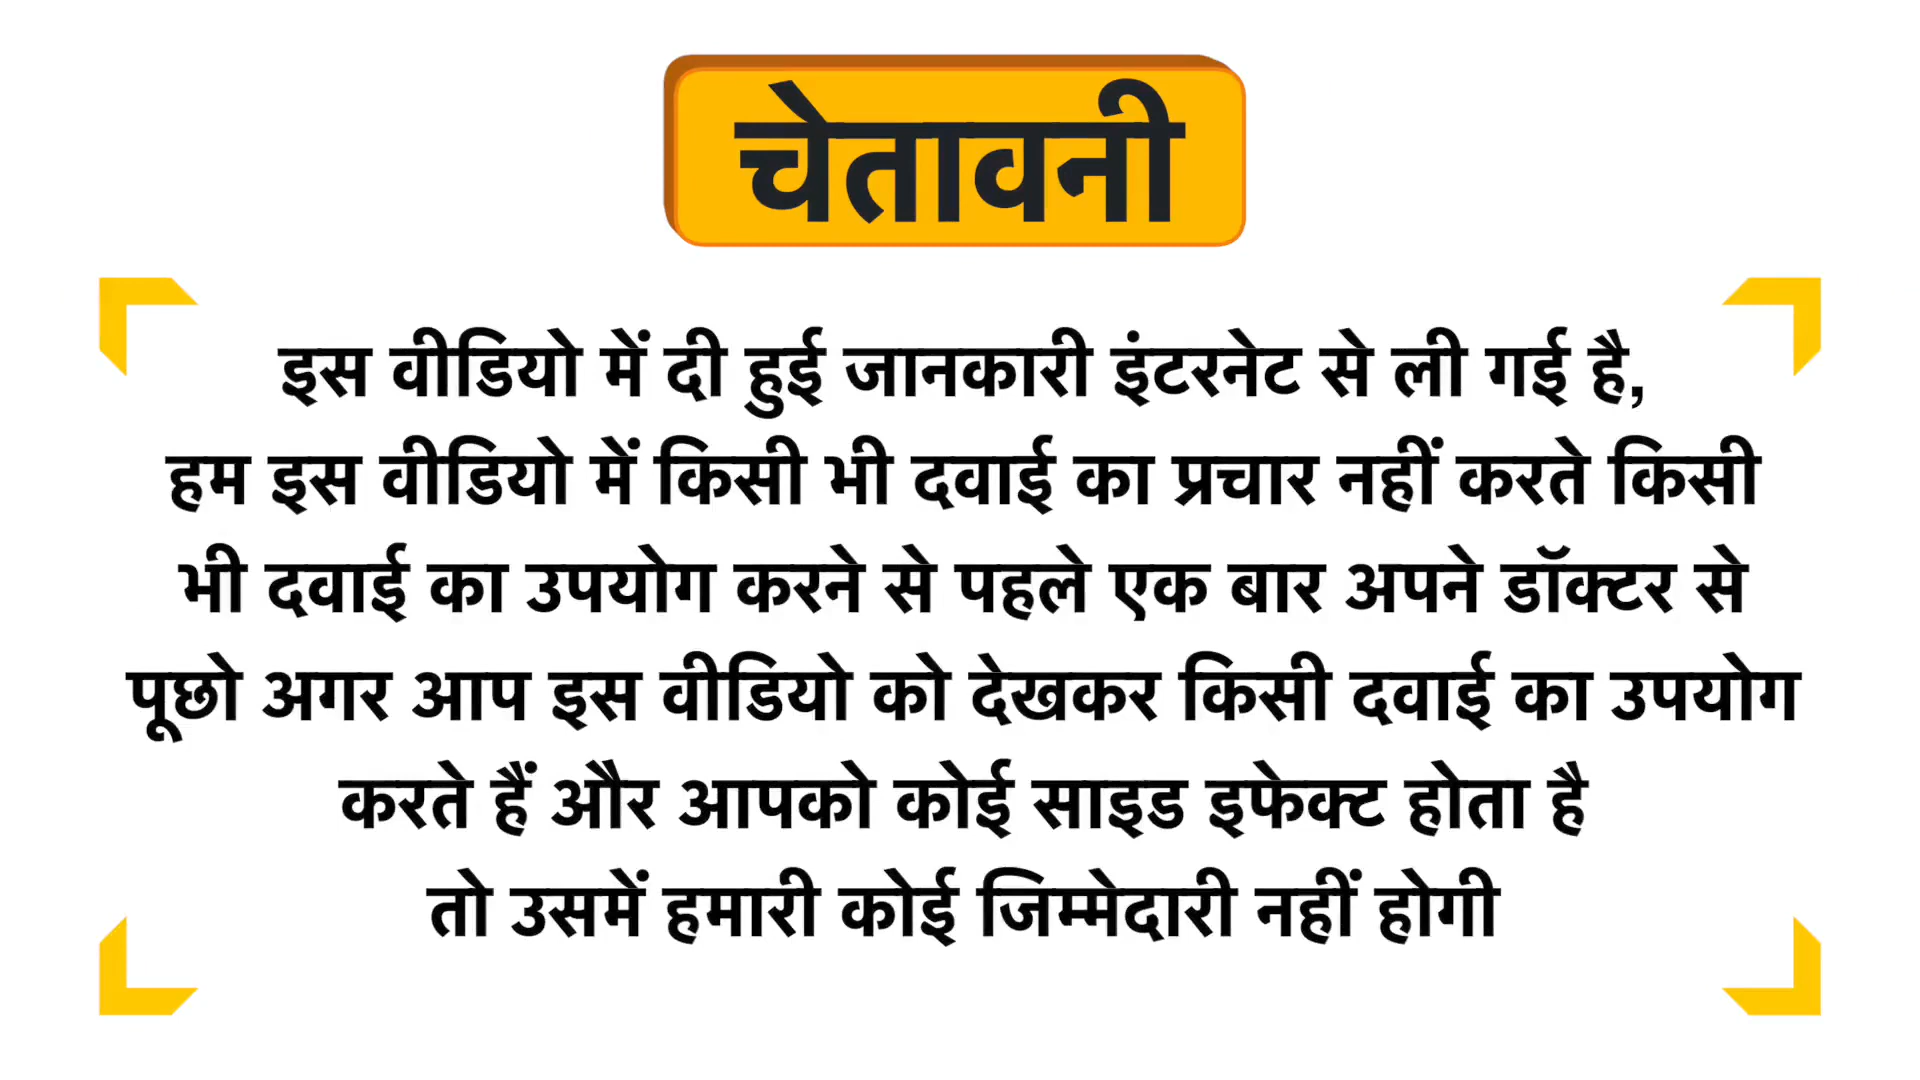 चेतावनी
इस वीडियो में दी हुई जानकारी इंटरनेट से ली गई है,
हम इस वीडियो में किसी भी दवाई का प्रचार नहीं करते किसी
भी दवाई का उपयोग करने से पहले एक बार अपने डॉक्टर से
पूछो अगर आप इस वीडियो को देखकर किसी दवाई का उपयोग
करते हैं और आपको कोई साइड इफेक्ट होता है
तो उसमें हमारी कोई जिम्मेदारी नहीं होगी